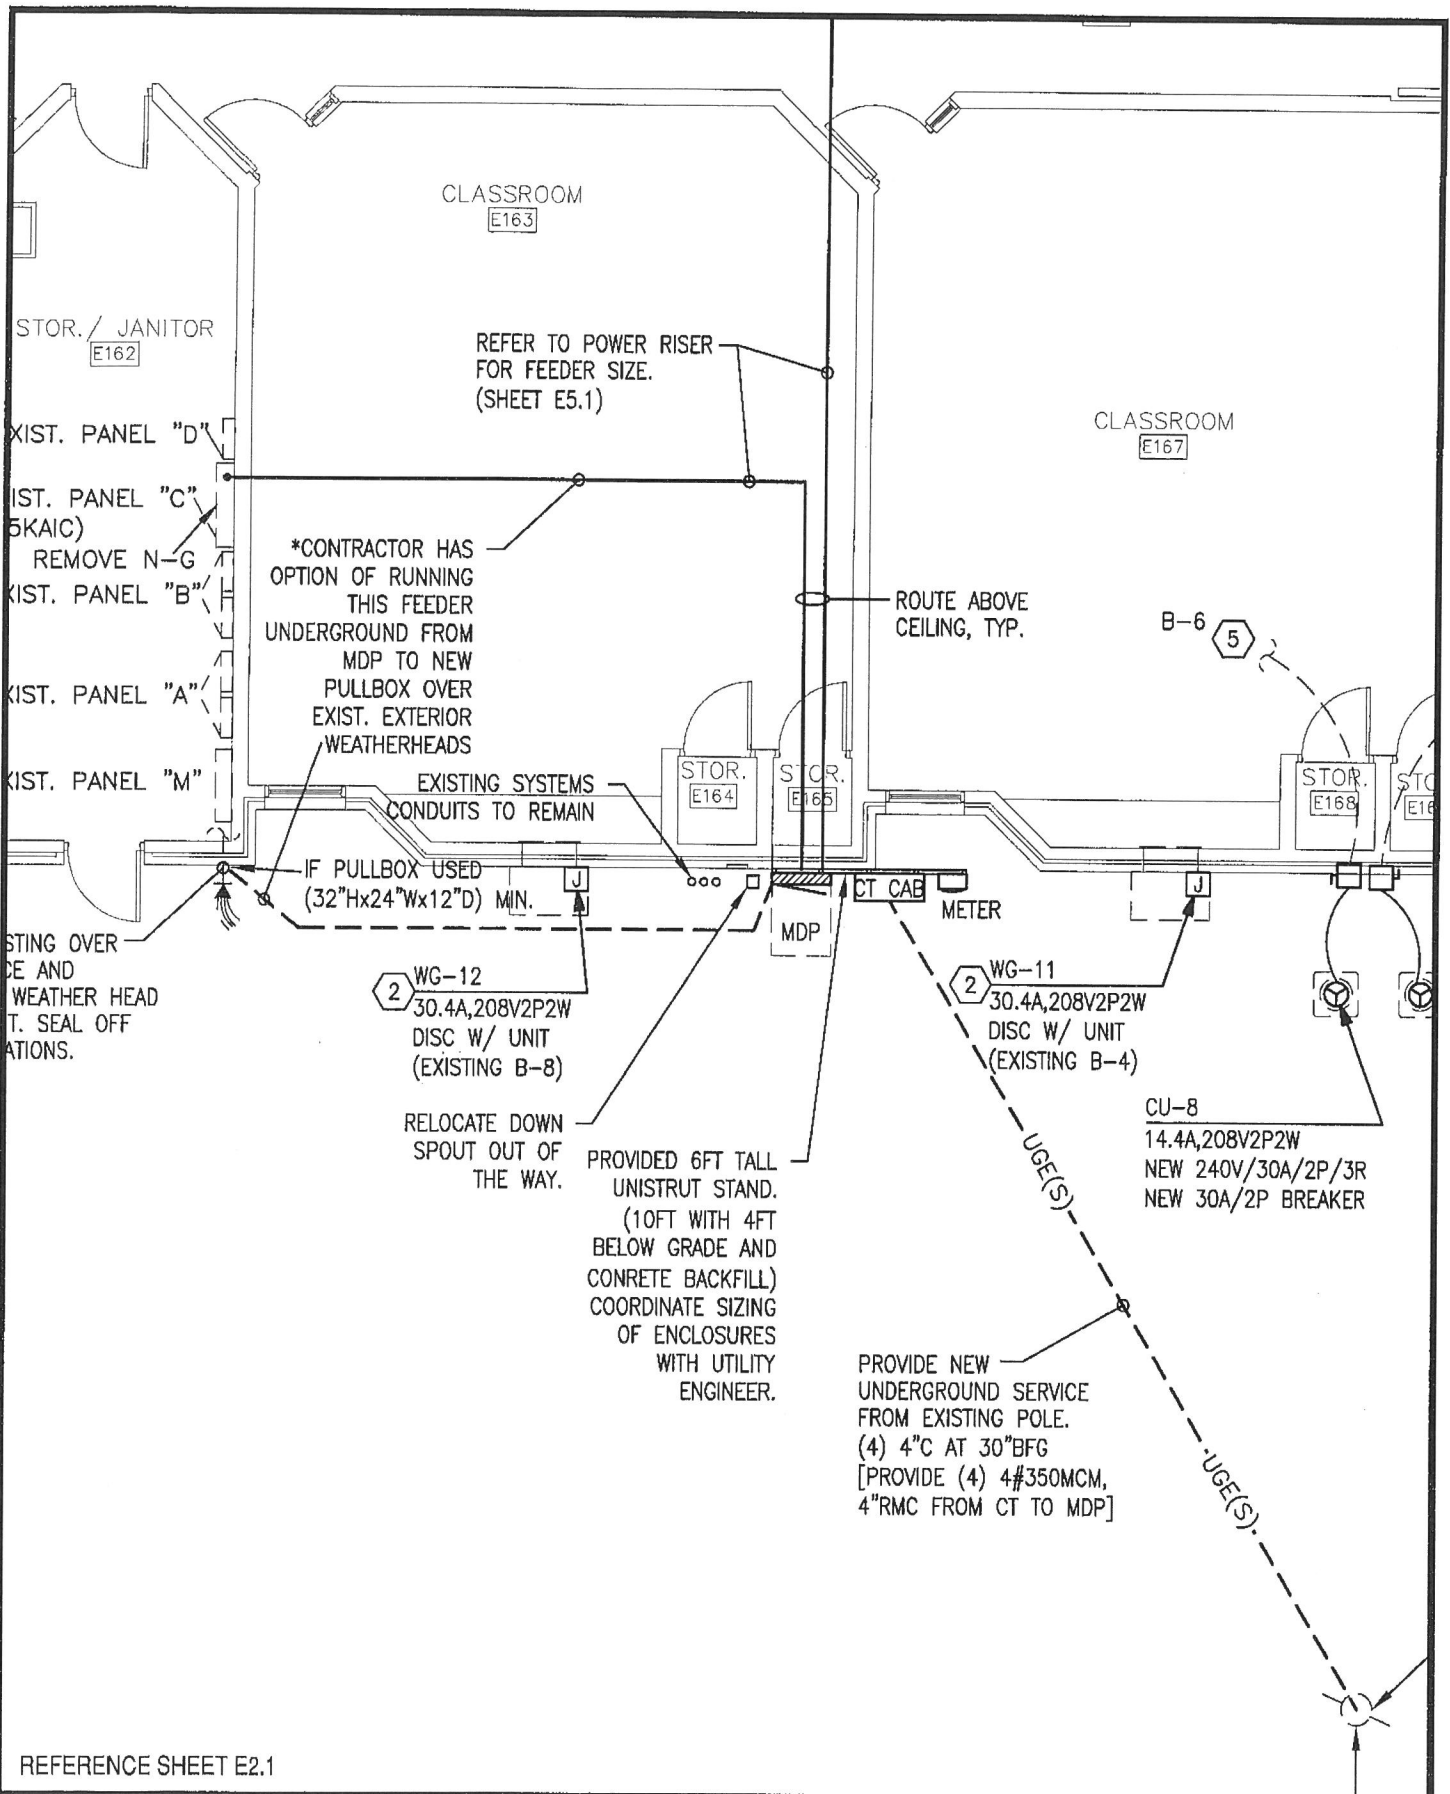 CLASSROOM
E163
STOR./ JANITOR
E162
REFER TO POWER RISER
FOR FEEDER SIZE.
(SHEET E5.1)
CLASSROOM
E167
XIST. PANEL "D"
IST. PANEL "C"
5KAIC)
REMOVE N-G
XIST. PANEL "B"
XIST. PANEL "A"
XIST. PANEL "M"
*CONTRACTOR HAS
OPTION OF RUNNING
THIS FEEDER
UNDERGROUND FROM
MDP TO NEW
PULLBOX OVER
EXIST. EXTERIOR
WEATHERHEADS
ROUTE ABOVE
CEILING, TYP.
B-6
5
EXISTING SYSTEMS
CONDUITS TO REMAIN
STOR.
E164
STOR.
E165
STOR.
E168
STO
E16
IF PULLBOX USED
(32"Hx24"Wx12"D) MIN.
J
CT CAB
METER
MDP
J
STING OVER
CE AND
WEATHER HEAD
T. SEAL OFF
ATIONS.
2
WG-12
30.4A,208V2P2W
DISC W/ UNIT
(EXISTING B-8)
2
WG-11
30.4A,208V2P2W
DISC W/ UNIT
(EXISTING B-4)
CU-8
14.4A,208V2P2W
NEW 240V/30A/2P/3R
NEW 30A/2P BREAKER
RELOCATE DOWN
SPOUT OUT OF
THE WAY.
PROVIDED 6FT TALL
UNISTRUT STAND.
(10FT WITH 4FT
BELOW GRADE AND
CONRETE BACKFILL)
COORDINATE SIZING
OF ENCLOSURES
WITH UTILITY
ENGINEER.
UGE(S)
PROVIDE NEW
UNDERGROUND SERVICE
FROM EXISTING POLE.
(4) 4"C AT 30"BFG
[PROVIDE (4) 4#350MCM,
4"RMC FROM CT TO MDP]
UGE(S)
REFERENCE SHEET E2.1